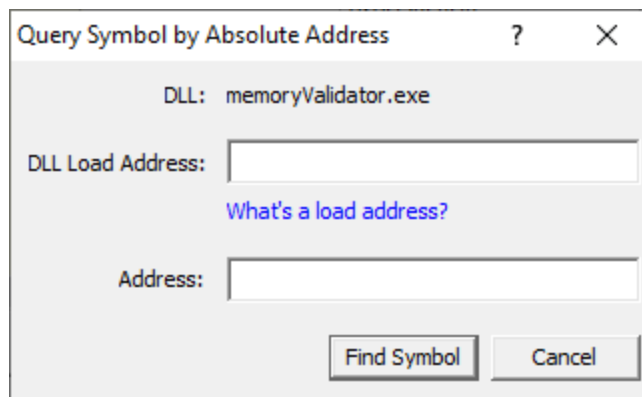 Query Symbol by Absolute Address ?
DLL: memoryValidator.exe
DLL Load Address:
What's a load address?
Address:
Find Symbol Cancel